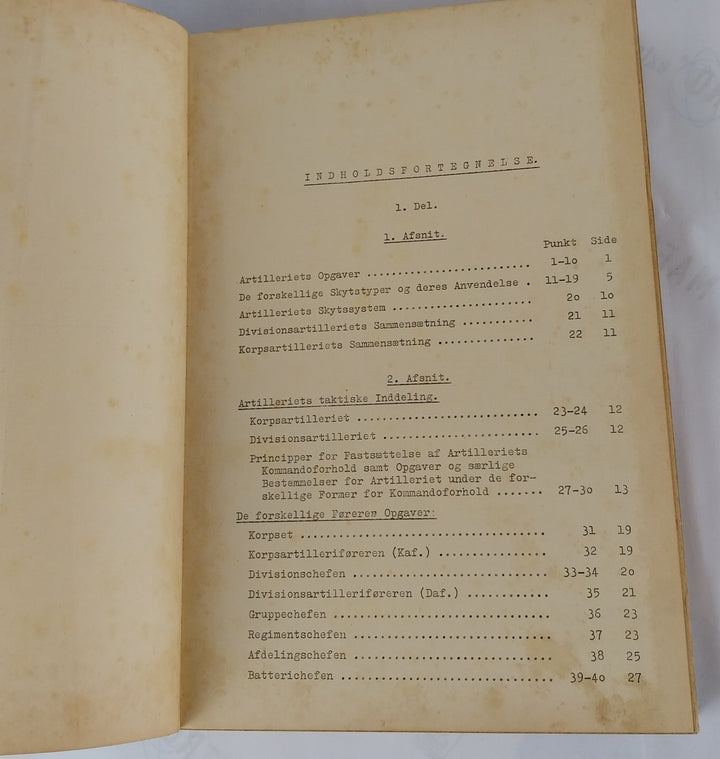 INDHOLDSFORTEGNELSE.
1. Del.
1. Afsnit.
Punkt Side
Artilleriets Opgaver .......................... 1-1o 1
De forskellige Skytstyper og deres Anvendelse . 11-19 5
Artilleriets Skytssystem ...................... 2o 1o
Divisionsartilleriets Sammensætning ........... 21 11
Korpsartilleriets Sammensætning ............... 22 11
2. Afsnit.
Artilleriets taktiske Inddeling.
Korpsartilleriet ............................ 23-24 12
Divisionsartilleriet ........................ 25-26 12
Principper for Fastsættelse af Artilleriets
Kommandoforhold samt Opgaver og særlige
Bestemmelser for Artilleriet under de for-
skellige Former for Kommandoforhold ....... 27-3o 13
De forskellige Føreren Opgaver:
Korpset ..................................... 31 19
Korpsartilleriføreren (Kaf.) ................ 32 19
Divisionschefen ............................. 33-34 2o
Divisionsartilleriføreren (Daf.) ............ 35 21
Gruppechefen ................................ 36 23
Regimentschefen ............................. 37 23
Afdelingschefen ............................. 38 25
Batterichefen ............................... 39-4o 27